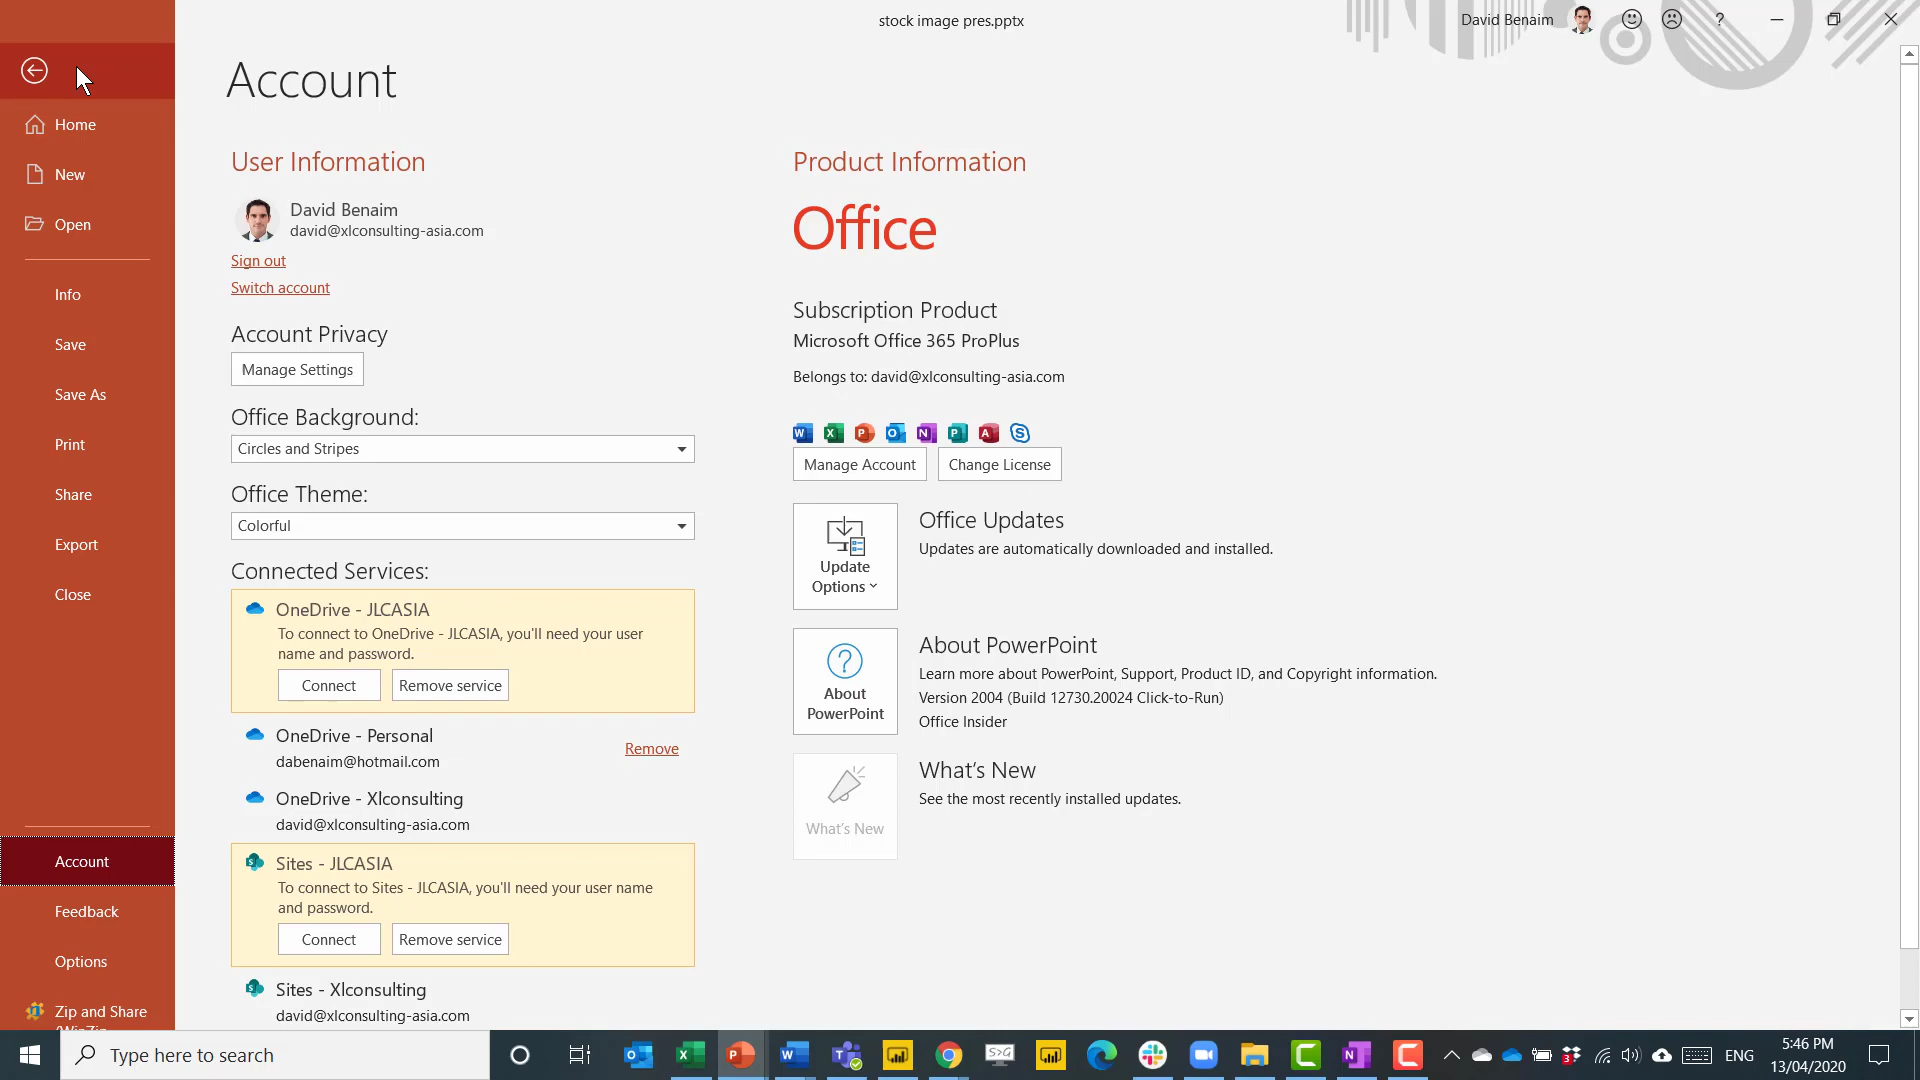 stock image pres.pptx
David Benaim
?
Account
Home
New
Open
Info
Save
Save As
Print
Share
Export
Close
Account
Feedback
Options
Zip and Share
User Information
David Benaim
david@xlconsulting-asia.com
Sign out
Switch account
Account Privacy
Manage Settings
Office Background:
Circles and Stripes
Office Theme:
Colorful
Connected Services:
OneDrive - JLCASIA
To connect to OneDrive - JLCASIA, you'll need your user
name and password.
Connect
Remove service
OneDrive - Personal
dabenaim@hotmail.com
Remove
OneDrive - Xlconsulting
david@xlconsulting-asia.com
Sites - JLCASIA
To connect to Sites - JLCASIA, you'll need your user name
and password.
Connect
Remove service
Sites - Xlconsulting
david@xlconsulting-asia.com
Product Information
Office
Subscription Product
Microsoft Office 365 ProPlus
Belongs to: david@xlconsulting-asia.com
Manage Account
Change License
Update
Options
Office Updates
Updates are automatically downloaded and installed.
About
PowerPoint
About PowerPoint
Learn more about PowerPoint, Support, Product ID, and Copyright information.
Version 2004 (Build 12730.20024 Click-to-Run)
Office Insider
What's New
What's New
See the most recently installed updates.
Type here to search
ENG
5:46 PM
13/04/2020